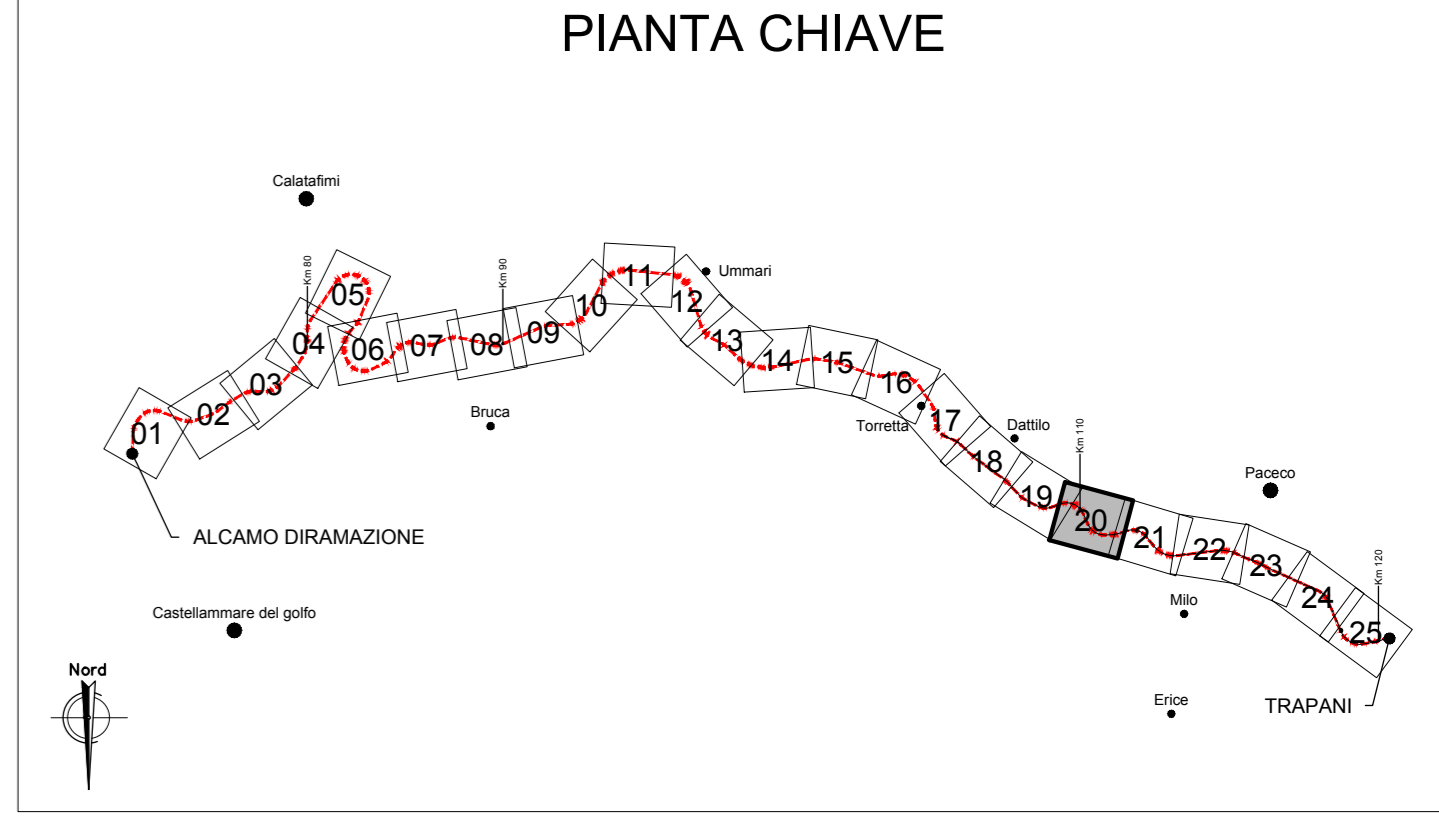 PIANTA CHIAVE
Calatafimi
Km 80
Km 90
Ummari
11
05
12
10
04
09
13
06
07
08
14
15
03
16
02
Bruca
Torretta
17
Dattilo
01
Km 110
18
Paceco
19
20
ALCAMO DIRAMAZIONE
21
22
23
Km 120
Castellammare del golfo
Milo
24
25
Nord
Erice
TRAPANI